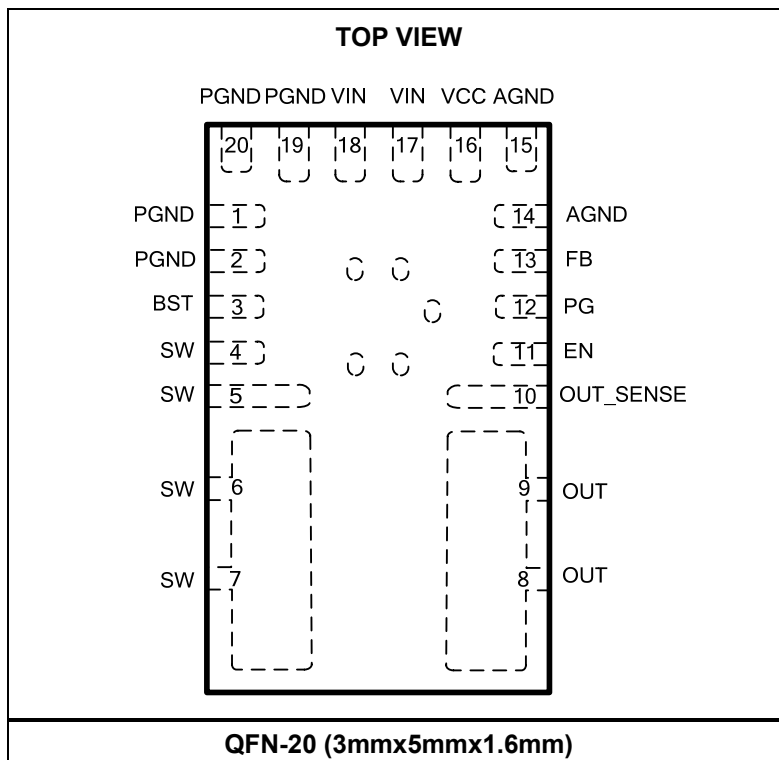 TOP VIEW
PGND PGND VIN VIN VCC AGND
20 19 18 17 16 15
PGND 1 14 AGND
PGND 2 13 FB
BST 3 12 PG
SW 4 11 EN
SW 5 10 OUT_SENSE
SW 6 9 OUT
SW 7 8 OUT
QFN-20 (3mmx5mmx1.6mm)